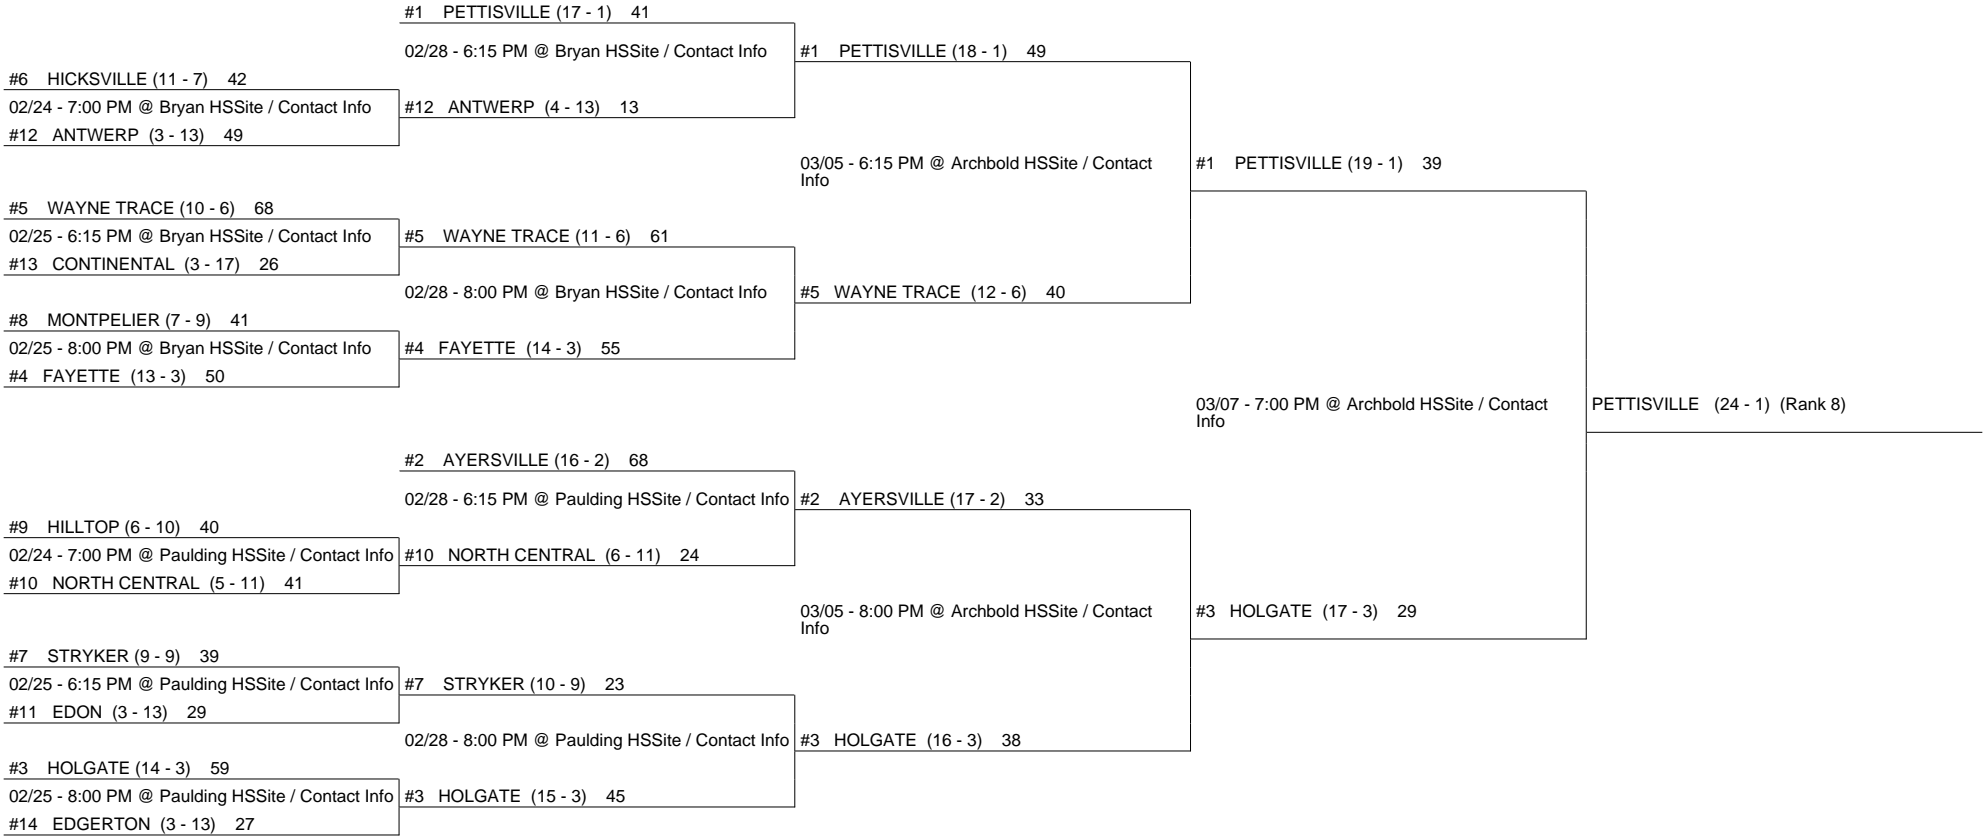 #1 PETTISVILLE (17 - 1) 41
02/28 - 6:15 PM @ Bryan HSSite / Contact Info
#1 PETTISVILLE (18 - 1) 49
#6 HICKSVILLE (11 - 7) 42
02/24 - 7:00 PM @ Bryan HSSite / Contact Info
#12 ANTWERP (4 - 13) 13
#12 ANTWERP (3 - 13) 49
03/05 - 6:15 PM @ Archbold HSSite / Contact
Info
#1 PETTISVILLE (19 - 1) 39
#5 WAYNE TRACE (10 - 6) 68
02/25 - 6:15 PM @ Bryan HSSite / Contact Info
#5 WAYNE TRACE (11 - 6) 61
#13 CONTINENTAL (3 - 17) 26
02/28 - 8:00 PM @ Bryan HSSite / Contact Info
#5 WAYNE TRACE (12 - 6) 40
#8 MONTPELIER (7 - 9) 41
02/25 - 8:00 PM @ Bryan HSSite / Contact Info
#4 FAYETTE (14 - 3) 55
#4 FAYETTE (13 - 3) 50
03/07 - 7:00 PM @ Archbold HSSite / Contact
Info
PETTISVILLE (24 - 1) (Rank 8)
#2 AYERSVILLE (16 - 2) 68
02/28 - 6:15 PM @ Paulding HSSite / Contact Info
#2 AYERSVILLE (17 - 2) 33
#9 HILLTOP (6 - 10) 40
02/24 - 7:00 PM @ Paulding HSSite / Contact Info
#10 NORTH CENTRAL (6 - 11) 24
#10 NORTH CENTRAL (5 - 11) 41
03/05 - 8:00 PM @ Archbold HSSite / Contact
Info
#3 HOLGATE (17 - 3) 29
#7 STRYKER (9 - 9) 39
02/25 - 6:15 PM @ Paulding HSSite / Contact Info
#7 STRYKER (10 - 9) 23
#11 EDON (3 - 13) 29
02/28 - 8:00 PM @ Paulding HSSite / Contact Info
#3 HOLGATE (16 - 3) 38
#3 HOLGATE (14 - 3) 59
02/25 - 8:00 PM @ Paulding HSSite / Contact Info
#3 HOLGATE (15 - 3) 45
#14 EDGERTON (3 - 13) 27